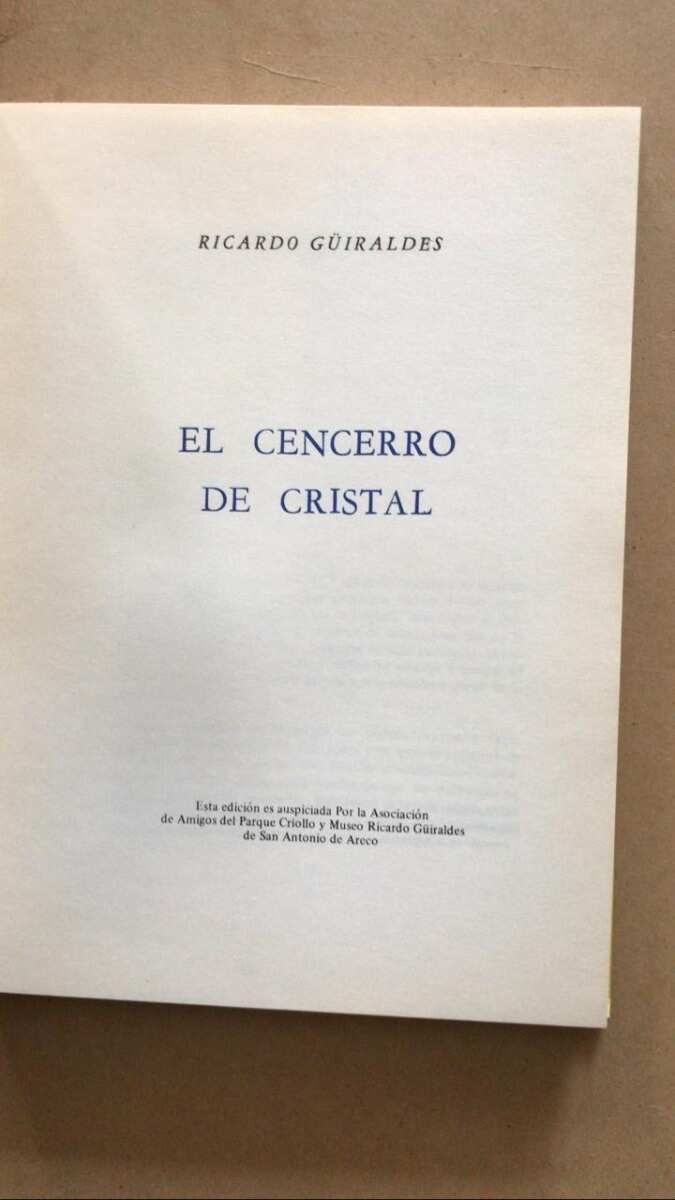 RICARDO GÜIRALDES
EL CENCERRO
DE CRISTAL
Esta edición es auspiciada Por la Asociación
de Amigos del Parque Criollo y Museo Ricardo Güiraldes
de San Antonio de Areco